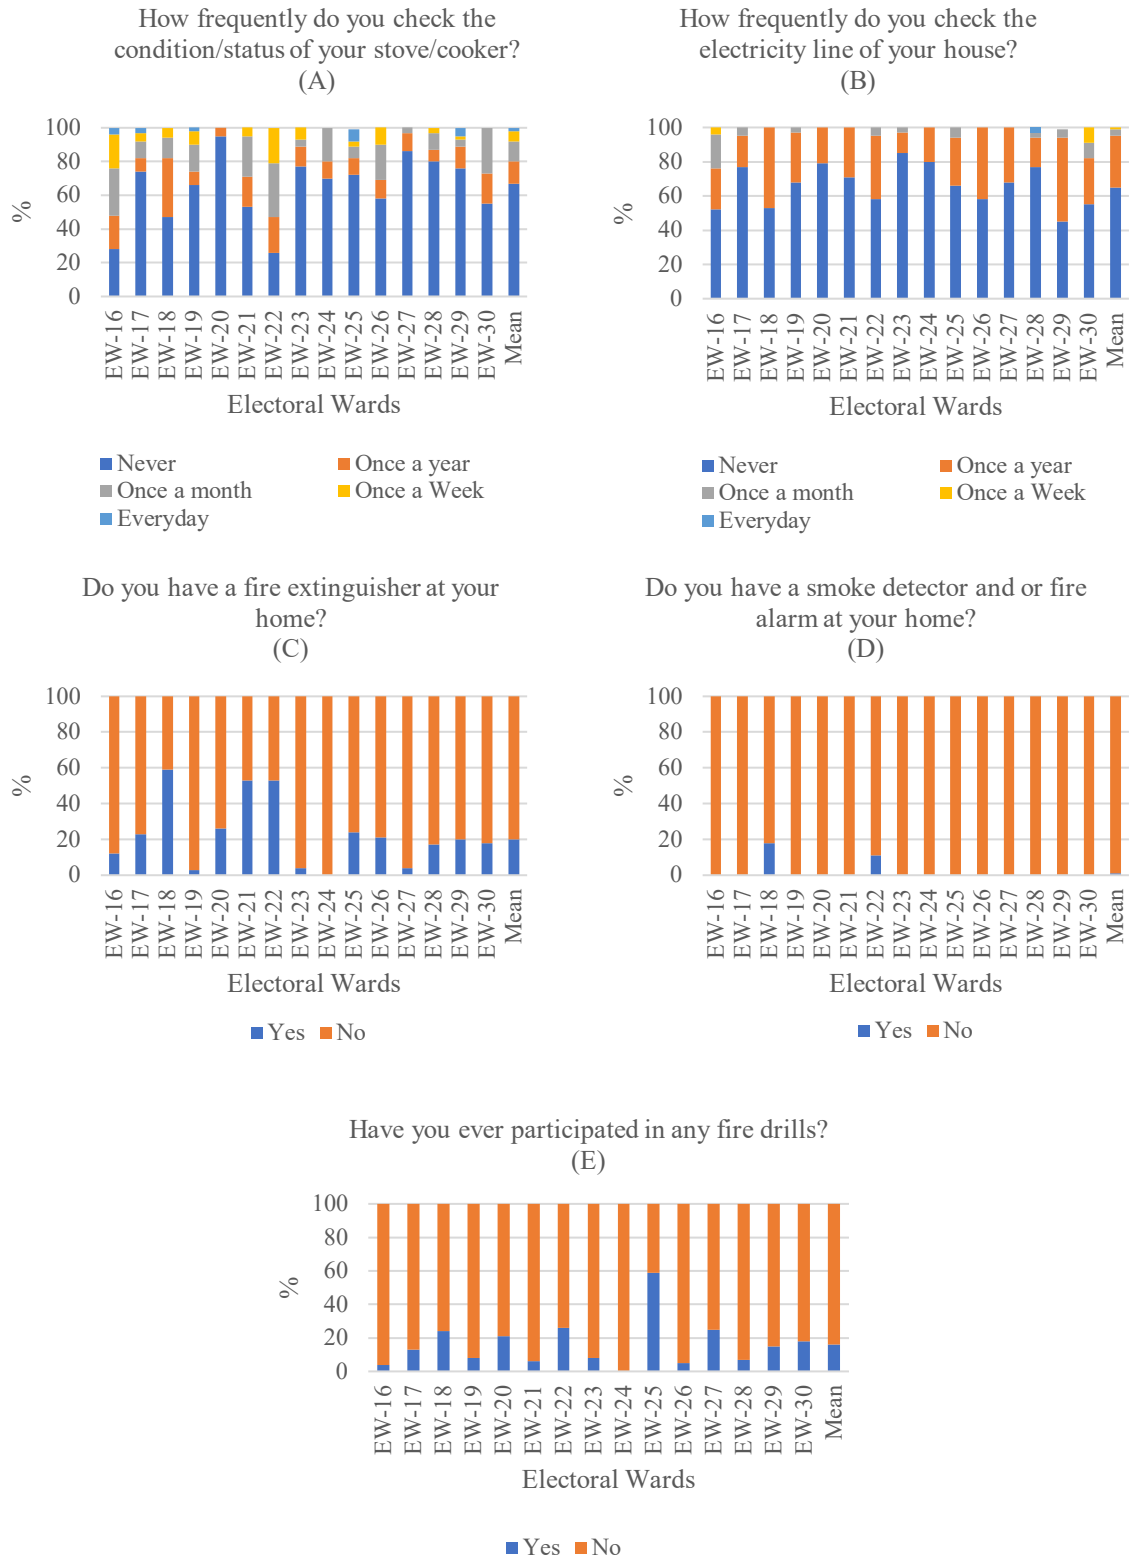 How frequently do you check the
condition/status of your stove/cooker?
(A)
100
80
60
40
20
0
%
EW-16
EW-17
EW-18
EW-19
EW-20
EW-21
EW-22
EW-23
EW-24
EW-25
EW-26
EW-27
EW-28
EW-29
EW-30
Mean
Electoral Wards
Never
Once a year
Once a month
Once a Week
Everyday
How frequently do you check the
electricity line of your house?
(B)
100
80
60
40
20
0
%
EW-16
EW-17
EW-18
EW-19
EW-20
EW-21
EW-22
EW-23
EW-24
EW-25
EW-26
EW-27
EW-28
EW-29
EW-30
Mean
Electoral Wards
Never
Once a year
Once a month
Once a Week
Everyday
Do you have a fire extinguisher at your
home?
(C)
100
80
60
40
20
0
%
EW-16
EW-17
EW-18
EW-19
EW-20
EW-21
EW-22
EW-23
EW-24
EW-25
EW-26
EW-27
EW-28
EW-29
EW-30
Mean
Electoral Wards
Yes No
Do you have a smoke detector and or fire
alarm at your home?
(D)
100
80
60
40
20
0
%
EW-16
EW-17
EW-18
EW-19
EW-20
EW-21
EW-22
EW-23
EW-24
EW-25
EW-26
EW-27
EW-28
EW-29
EW-30
Mean
Electoral Wards
Yes No
Have you ever participated in any fire drills?
(E)
100
80
60
40
20
0
%
EW-16
EW-17
EW-18
EW-19
EW-20
EW-21
EW-22
EW-23
EW-24
EW-25
EW-26
EW-27
EW-28
EW-29
EW-30
Mean
Electoral Wards
Yes No